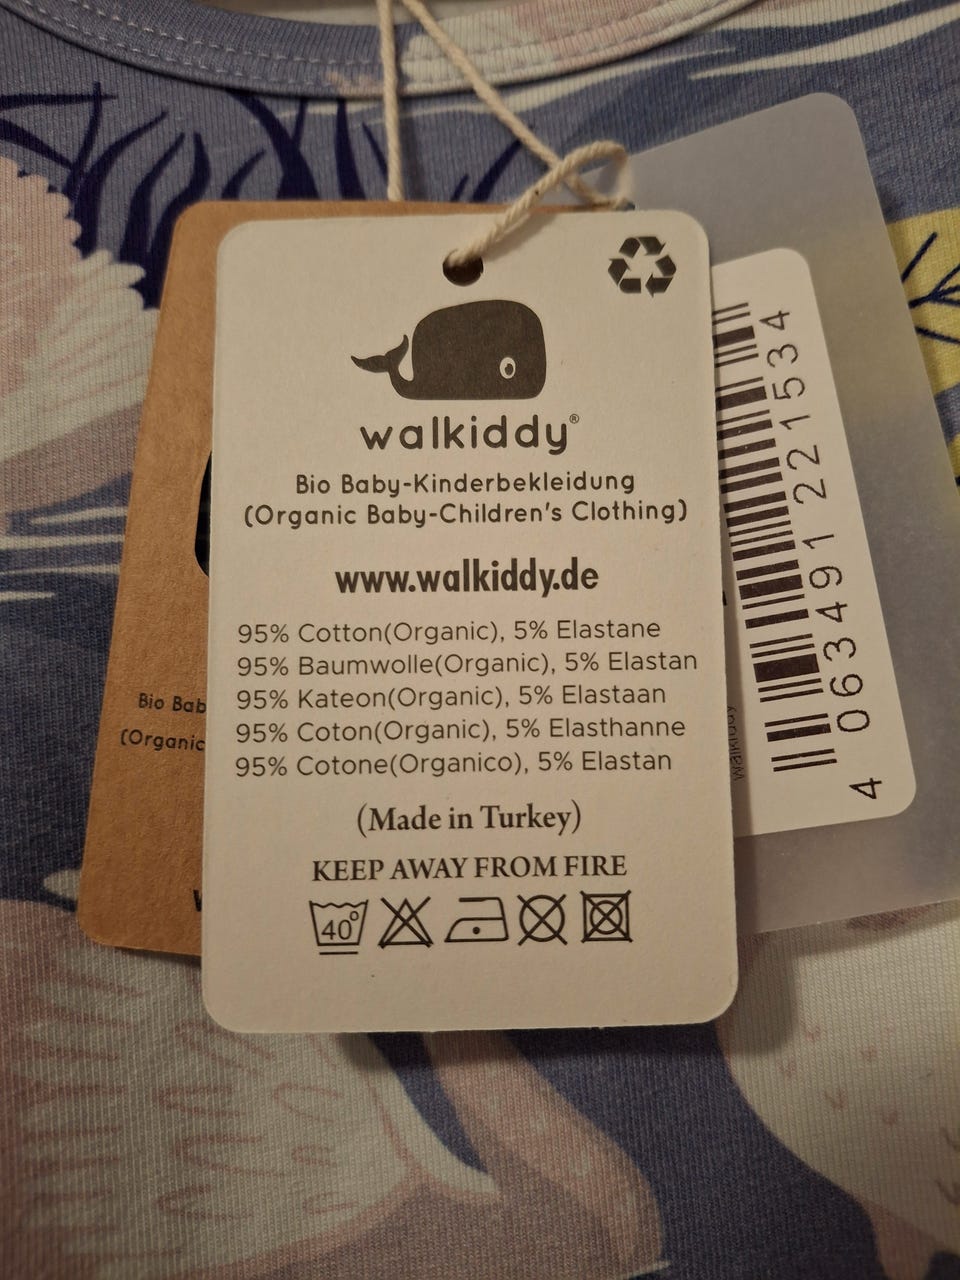 walkiddy®
Bio Baby-Kinderbekleidung
(Organic Baby-Children's Clothing)
www.walkiddy.de
95% Cotton(Organic), 5% Elastane
95% Baumwolle(Organic), 5% Elastan
95% Kateon(Organic), 5% Elastaan
95% Coton(Organic), 5% Elasthanne
95% Cotone(Organico), 5% Elastan
(Made in Turkey)
KEEP AWAY FROM FIRE
40°
Bio Bab
(Organic
w
walkiddy
4 063491 221534